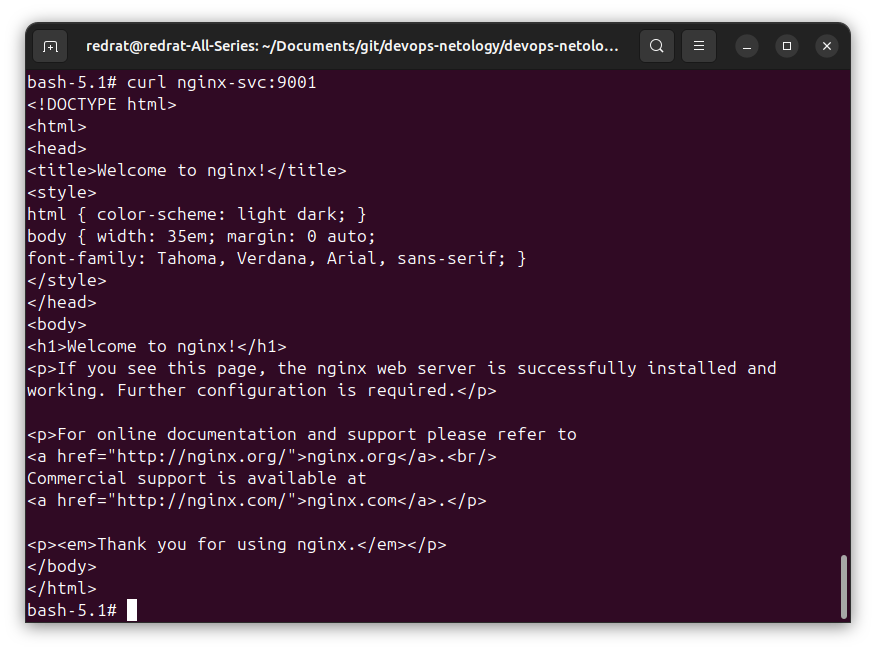 redrat@redrat-All-Series: ~/Documents/git/devops-netology/devops-netolo...
bash-5.1# curl nginx-svc:9001
<!DOCTYPE html>
<html>
<head>
<title>Welcome to nginx!</title>
<style>
html { color-scheme: light dark; }
body { width: 35em; margin: 0 auto;
font-family: Tahoma, Verdana, Arial, sans-serif; }
</style>
</head>
<body>
<h1>Welcome to nginx!</h1>
<p>If you see this page, the nginx web server is successfully installed and
working. Further configuration is required.</p>

<p>For online documentation and support please refer to
<a href="http://nginx.org/">nginx.org</a>.<br/>
Commercial support is available at
<a href="http://nginx.com/">nginx.com</a>.</p>

<p><em>Thank you for using nginx.</em></p>
</body>
</html>
bash-5.1#